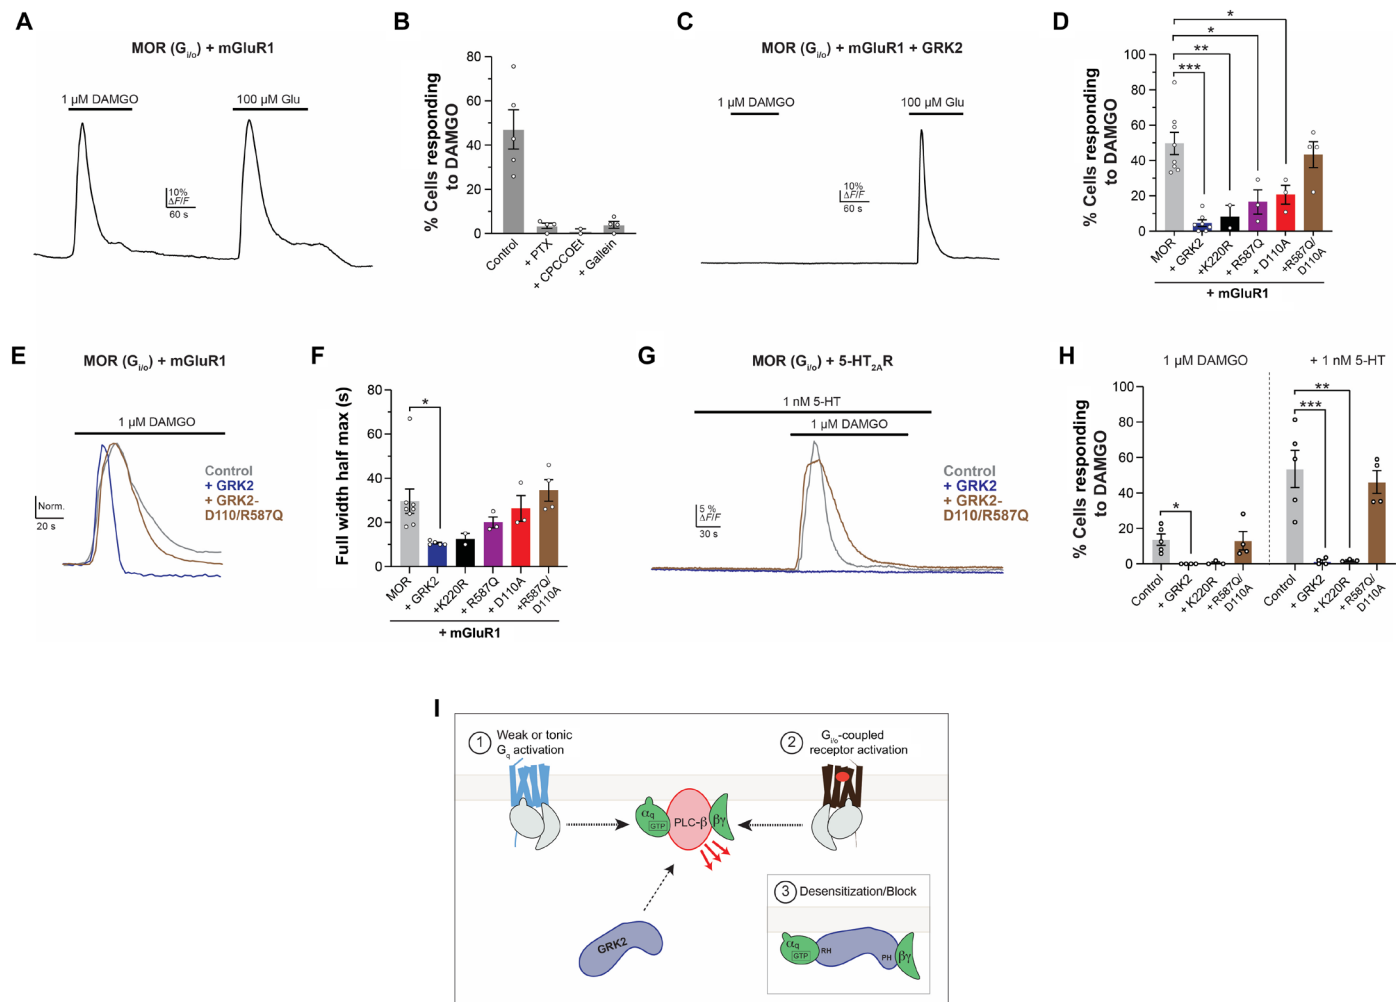 A
MOR (Gi/o) + mGluR1
1 µM DAMGO
100 µM Glu
10%
ΔF/F
60 s
B
% Cells responding
to DAMGO
80
60
40
20
0
Control
+ PTX
+ CPCCOEt
+ Gallein
C
MOR (Gi/o) + mGluR1 + GRK2
1 µM DAMGO
100 µM Glu
10%
ΔF/F
60 s
D
% Cells responding
to DAMGO
100
80
60
40
20
0
*
*
**
***
MOR
+ GRK2
+K220R
+ R587Q
+ D110A
+R587Q/
D110A
+ mGluR1
E
MOR (Gi/o) + mGluR1
1 µM DAMGO
Control
+ GRK2
+ GRK2-
D110/R587Q
Norm.
20 s
F
Full width half max (s)
80
60
40
20
0
*
MOR
+ GRK2
+K220R
+ R587Q
+ D110A
+R587Q/
D110A
+ mGluR1
G
MOR (Gi/o) + 5-HT2AR
1 nM 5-HT
1 µM DAMGO
Control
+ GRK2
+ GRK2-
D110/R587Q
5 %
ΔF/F
30 s
H
1 µM DAMGO
+ 1 nM 5-HT
% Cells responding
to DAMGO
100
80
60
40
20
0
*
***
**
Control
+ GRK2
+ K220R
+R587Q/
D110A
Control
+ GRK2
+ K220R
+ R587Q/
D110A
I
1
Weak or tonic
Gq activation
2
Gi/o-coupled
receptor activation
αq
GTP
PLC-β
βγ
GRK2
3
Desensitization/Block
αq
GTP
RH
PH
βγ